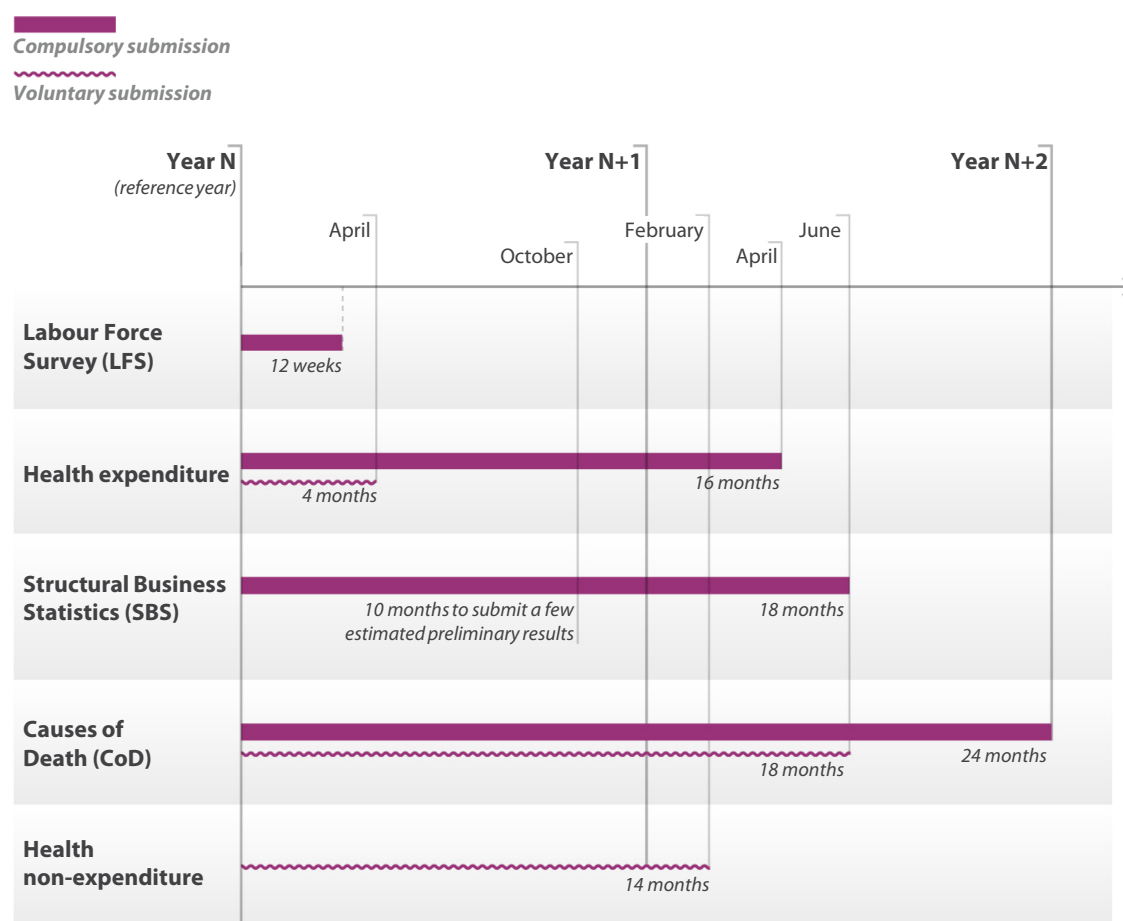 Compulsory submission
Voluntary submission
Year N
(reference year)
Year N+1
Year N+2
April
February
June
October
April
Labour Force
Survey (LFS)
12 weeks
Health expenditure
4 months
16 months
Structural Business
Statistics (SBS)
10 months to submit a few
estimated preliminary results
18 months
Causes of
Death (CoD)
18 months
24 months
Health
non-expenditure
14 months